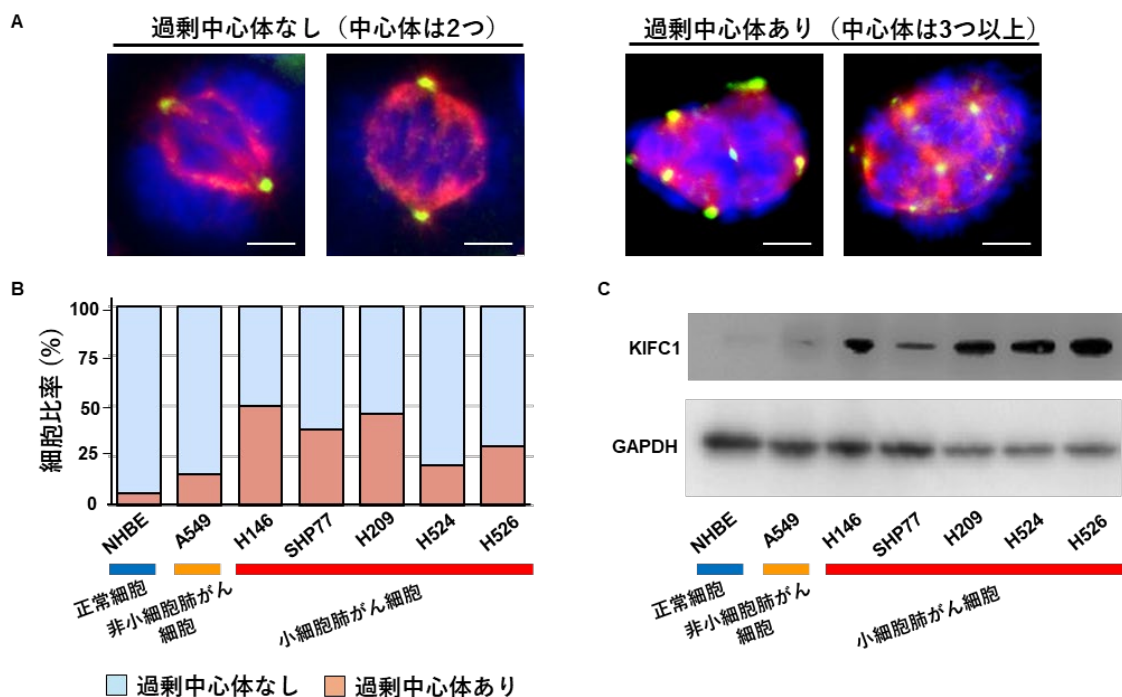 A
過剰中心体なし（中心体は2つ）
過剰中心体あり（中心体は3つ以上）
B
細胞比率 (%)
100
75
50
25
0
NHBE
A549
H146
SHP77
H209
H524
H526
正常細胞
非小細胞肺がん
細胞
小細胞肺がん細胞
過剰中心体なし
過剰中心体あり
C
KIFC1
GAPDH
NHBE
A549
H146
SHP77
H209
H524
H526
正常細胞
非小細胞肺がん
細胞
小細胞肺がん細胞